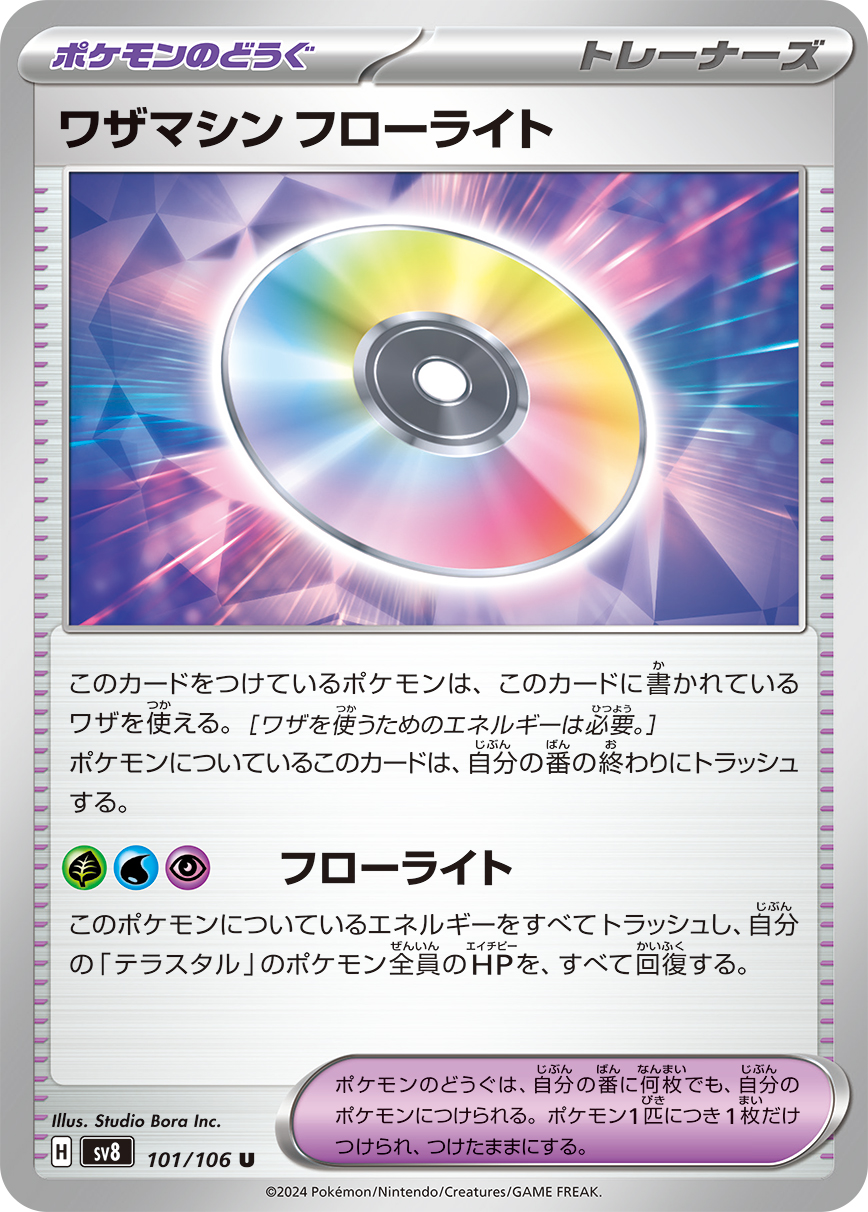 ポケモンのどうぐ
トレーナーズ
ワザマシン フローライト
このカードをつけているポケモンは、このカードに書かれている
ワザを使える。［ワザを使うためのエネルギーは必要。］
ポケモンについているこのカードは、自分の番の終わりにトラッシュ
する。
フローライト
このポケモンについているエネルギーをすべてトラッシュし、自分
の「テラスタル」のポケモン全員のHPを、すべて回復する。
ポケモンのどうぐは、自分の番に何枚でも、自分の
ポケモンにつけられる。ポケモン1匹につき1枚だけ
つけられ、つけたままにする。
Illus. Studio Bora Inc.
H sv8 101/106 U
©2024 Pokémon/Nintendo/Creatures/GAME FREAK.